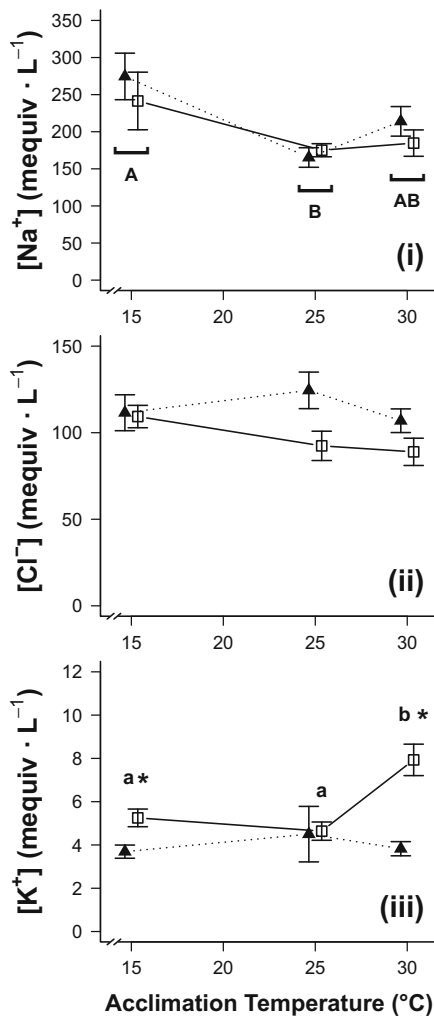 350
300
250
200
150
100
50
0
[Na⁺] (mequiv · L⁻¹)
A
B
AB
(i)
15 20 25 30
150
100
50
0
[Cl⁻] (mequiv · L⁻¹)
(ii)
15 20 25 30
12
10
8
6
4
2
0
[K⁺] (mequiv · L⁻¹)
a *
a
b *
(iii)
15 20 25 30
Acclimation Temperature (°C)